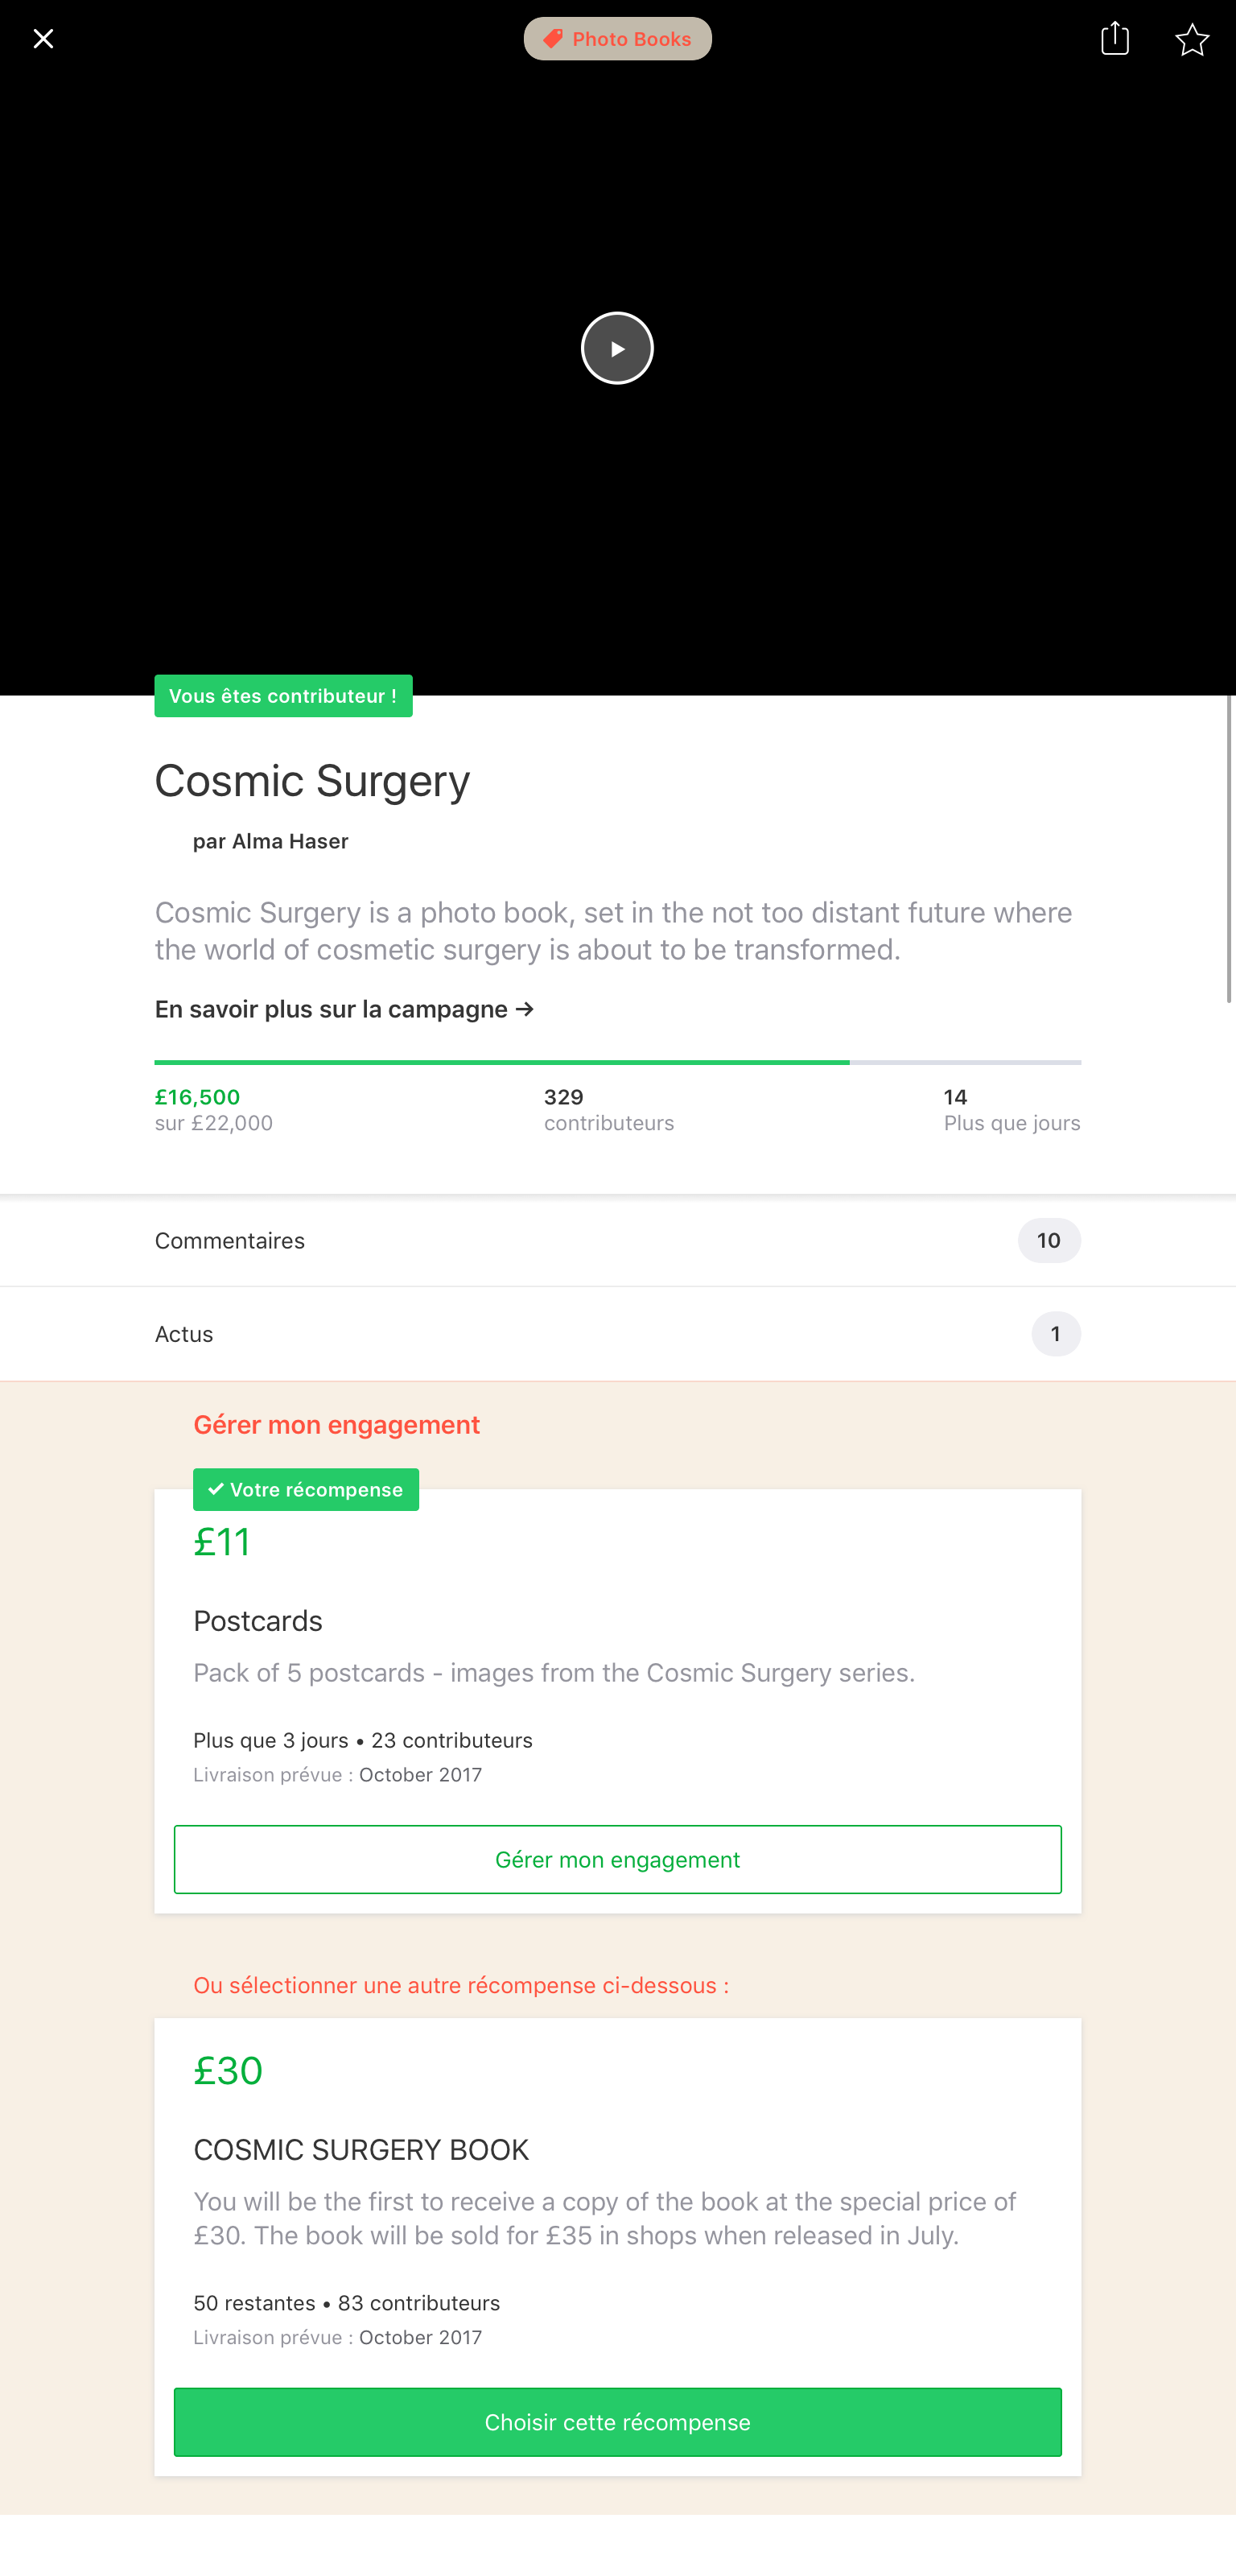 Photo Books
Vous êtes contributeur !
Cosmic Surgery
par Alma Haser
Cosmic Surgery is a photo book, set in the not too distant future where
the world of cosmetic surgery is about to be transformed.
En savoir plus sur la campagne →
£16,500
sur £22,000
329
contributeurs
14
Plus que jours
Commentaires
10
Actus
1
Gérer mon engagement
✓ Votre récompense
£11
Postcards
Pack of 5 postcards - images from the Cosmic Surgery series.
Plus que 3 jours • 23 contributeurs
Livraison prévue : October 2017
Gérer mon engagement
Ou sélectionner une autre récompense ci-dessous :
£30
COSMIC SURGERY BOOK
You will be the first to receive a copy of the book at the special price of
£30. The book will be sold for £35 in shops when released in July.
50 restantes • 83 contributeurs
Livraison prévue : October 2017
Choisir cette récompense